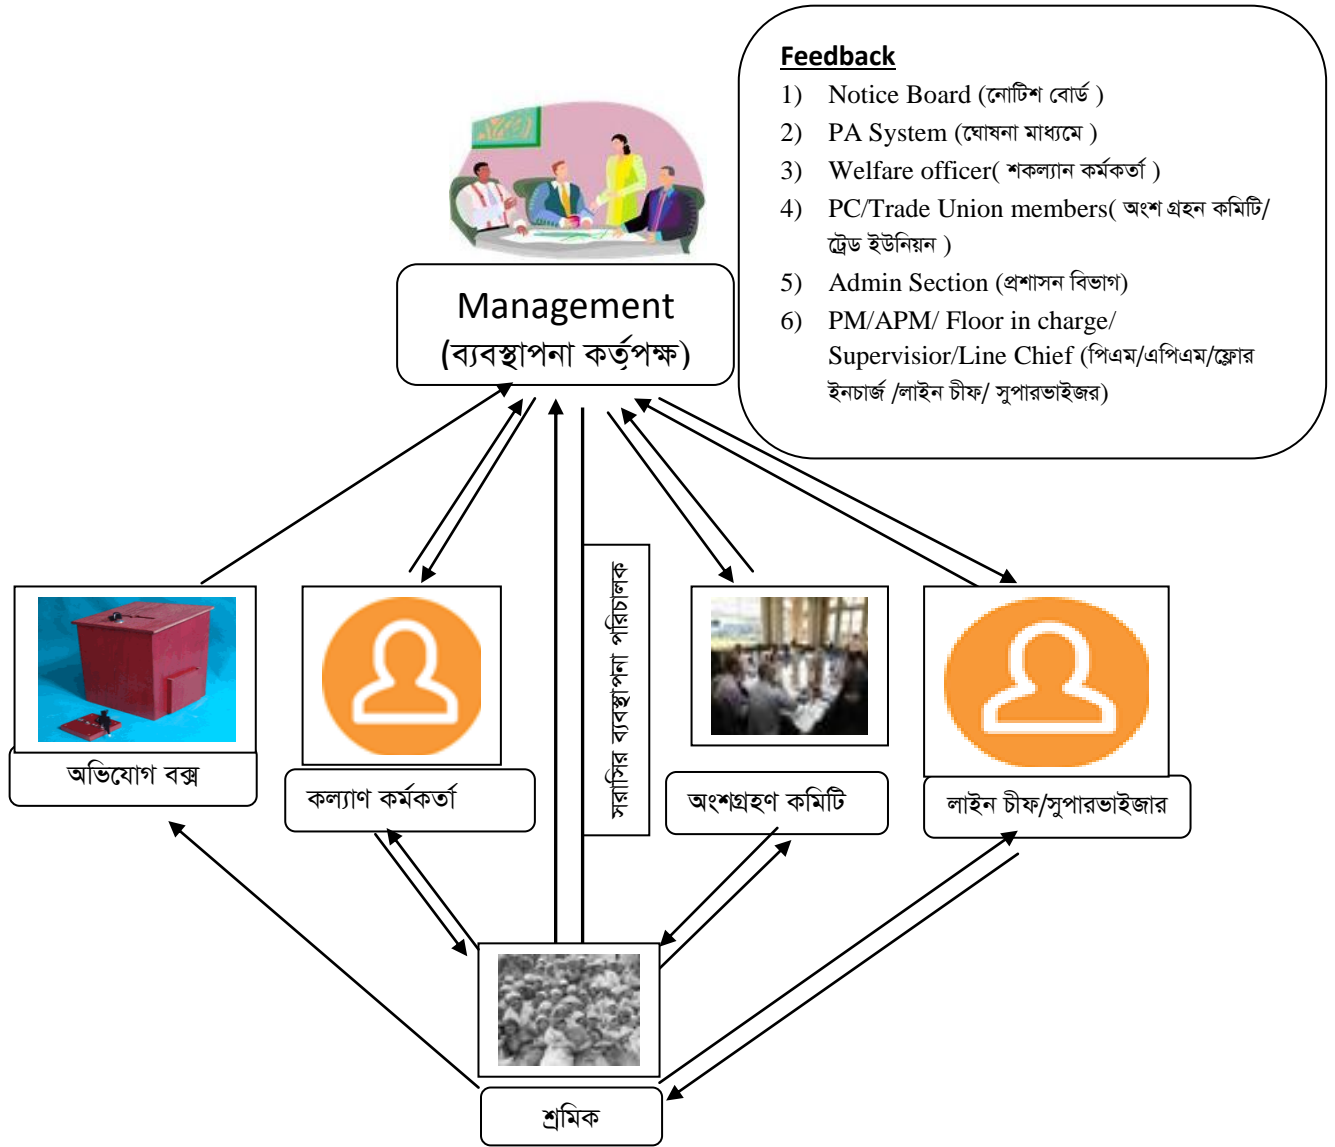 Feedback
1) Notice Board (নোটিশ বোর্ড )
2) PA System (ঘোষনা মাধ্যমে )
3) Welfare officer( শকল্যান কর্মকর্তা )
4) PC/Trade Union members( অংশ গ্রহন কমিটি/
ট্রেড ইউনিয়ন )
5) Admin Section (প্রশাসন বিভাগ)
6) PM/APM/ Floor in charge/
Supervisior/Line Chief (পিএম/এপিএম/ফ্লোর
ইনচার্জ /লাইন চীফ/ সুপারভাইজর)
Management
(ব্যবস্থাপনা কর্তৃপক্ষ)
সরাসির ব্যবস্থাপনা পরিচালক
অভিযোগ বক্স
কল্যাণ কর্মকর্তা
অংশগ্রহণ কমিটি
লাইন চীফ/সুপারভাইজার
শ্রমিক